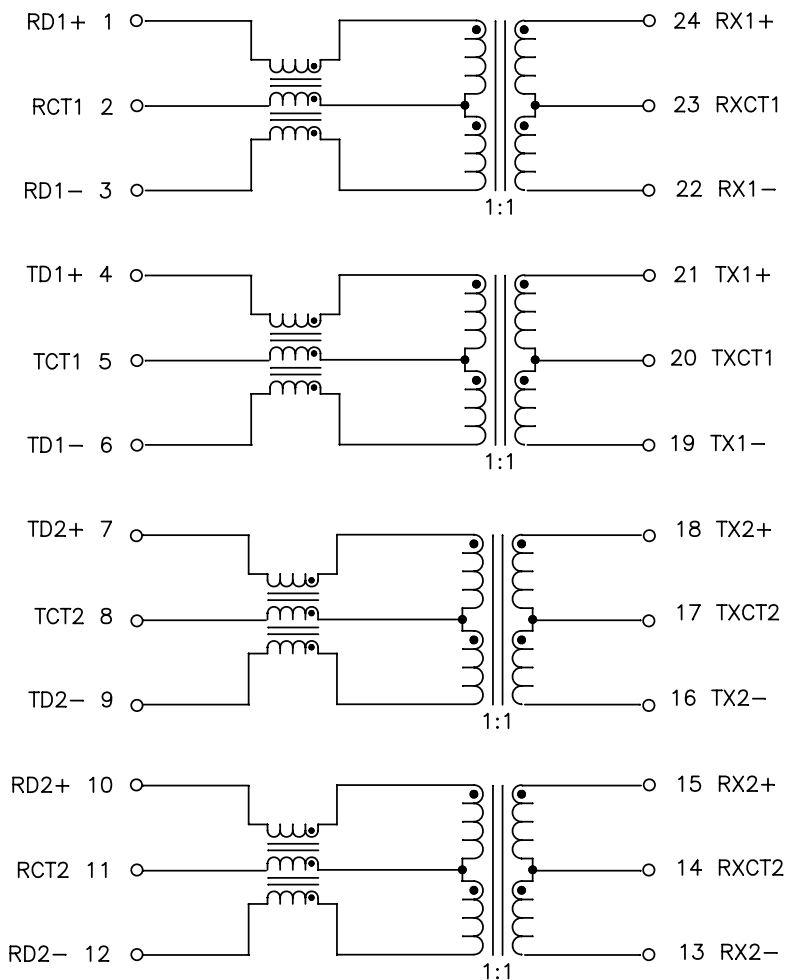 RD1+ 1 24 RX1+
RCT1 2 23 RXCT1
RD1- 3 22 RX1-
1:1
TD1+ 4 21 TX1+
TCT1 5 20 TXCT1
TD1- 6 19 TX1-
1:1
TD2+ 7 18 TX2+
TCT2 8 17 TXCT2
TD2- 9 16 TX2-
1:1
RD2+ 10 15 RX2+
RCT2 11 14 RXCT2
RD2- 12 13 RX2-
1:1